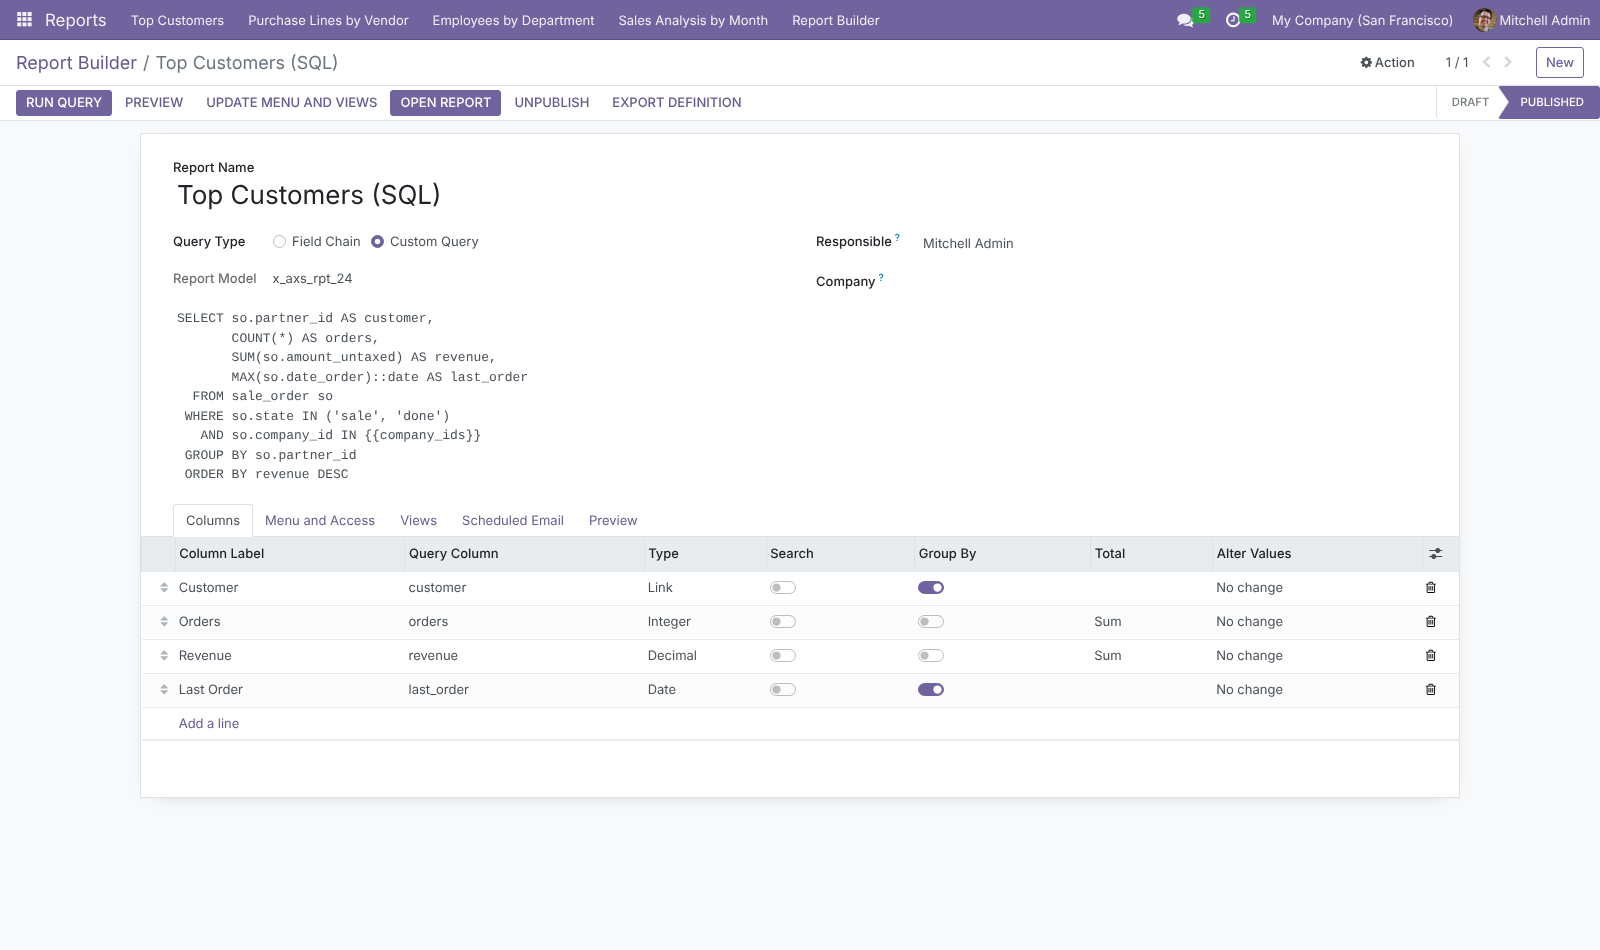 Reports Top Customers Purchase Lines by Vendor Employees by Department Sales Analysis by Month Report Builder 5 5 My Company (San Francisco) Mitchell Admin
Report Builder / Top Customers (SQL) Action 1 / 1 New
RUN QUERY PREVIEW UPDATE MENU AND VIEWS OPEN REPORT UNPUBLISH EXPORT DEFINITION DRAFT PUBLISHED
Report Name
Top Customers (SQL)
Query Type Field Chain Custom Query Responsible ? Mitchell Admin
Report Model x_axs_rpt_24 Company ?
SELECT so.partner_id AS customer,
COUNT(*) AS orders,
SUM(so.amount_untaxed) AS revenue,
MAX(so.date_order)::date AS last_order
FROM sale_order so
WHERE so.state IN ('sale', 'done')
AND so.company_id IN {{company_ids}}
GROUP BY so.partner_id
ORDER BY revenue DESC
Columns Menu and Access Views Scheduled Email Preview
Column Label Query Column Type Search Group By Total Alter Values
Customer customer Link No change
Orders orders Integer Sum No change
Revenue revenue Decimal Sum No change
Last Order last_order Date No change
Add a line